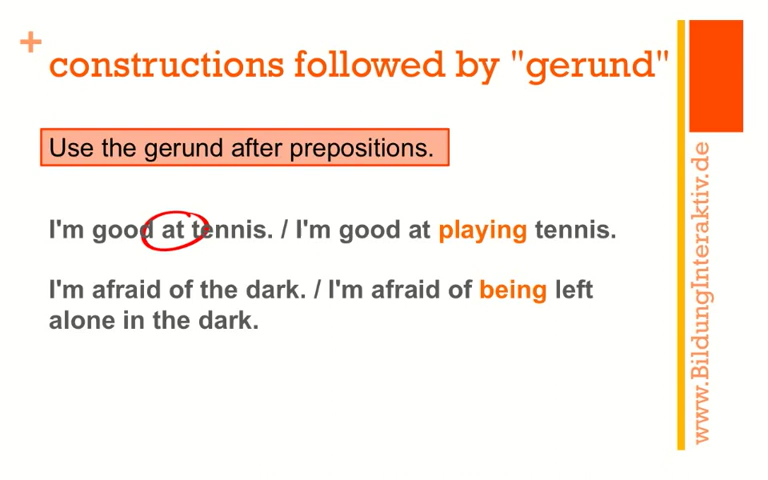 +
constructions followed by "gerund"
Use the gerund after prepositions.
I'm good at tennis. / I'm good at playing tennis.
I'm afraid of the dark. / I'm afraid of being left
alone in the dark.
www.BildungInteraktiv.de